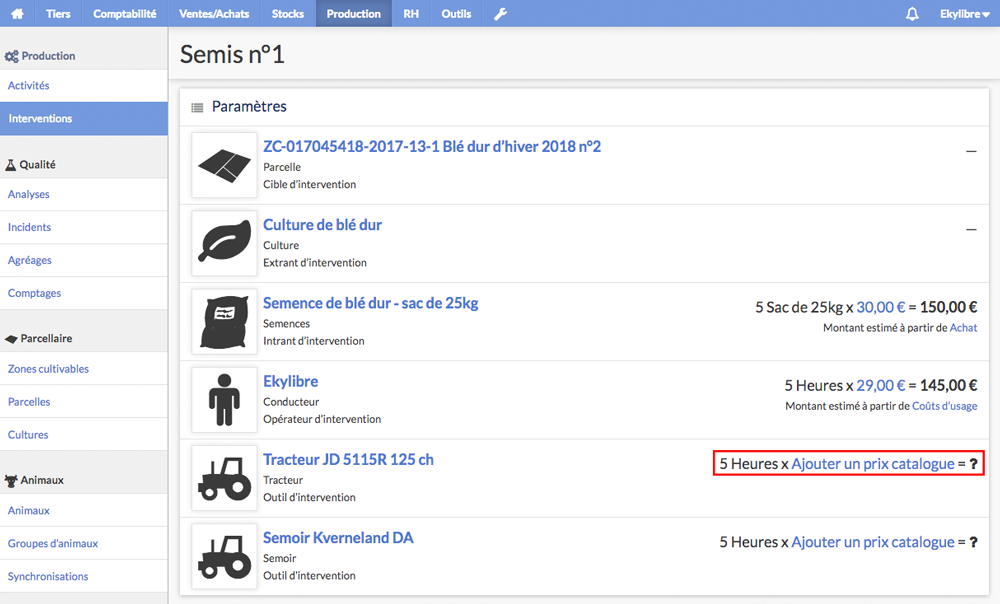 Tiers Comptabilité Ventes/Achats Stocks Production RH Outils Ekylibre
Production
Activités
Interventions
Qualité
Analyses
Incidents
Agréages
Comptages
Parcellaire
Zones cultivables
Parcelles
Cultures
Animaux
Animaux
Groupes d'animaux
Synchronisations
Semis n°1
Paramètres
ZC-017045418-2017-13-1 Blé dur d'hiver 2018 n°2
Parcelle
Cible d'intervention
–
Culture de blé dur
Culture
Extrant d'intervention
–
Semence de blé dur - sac de 25kg
Semences
Intrant d'intervention
5 Sac de 25kg x 30,00 € = 150,00 €
Montant estimé à partir de Achat
Ekylibre
Conducteur
Opérateur d'intervention
5 Heures x 29,00 € = 145,00 €
Montant estimé à partir de Coûts d'usage
Tracteur JD 5115R 125 ch
Tracteur
Outil d'intervention
5 Heures x Ajouter un prix catalogue = ?
Semoir Kverneland DA
Semoir
Outil d'intervention
5 Heures x Ajouter un prix catalogue = ?